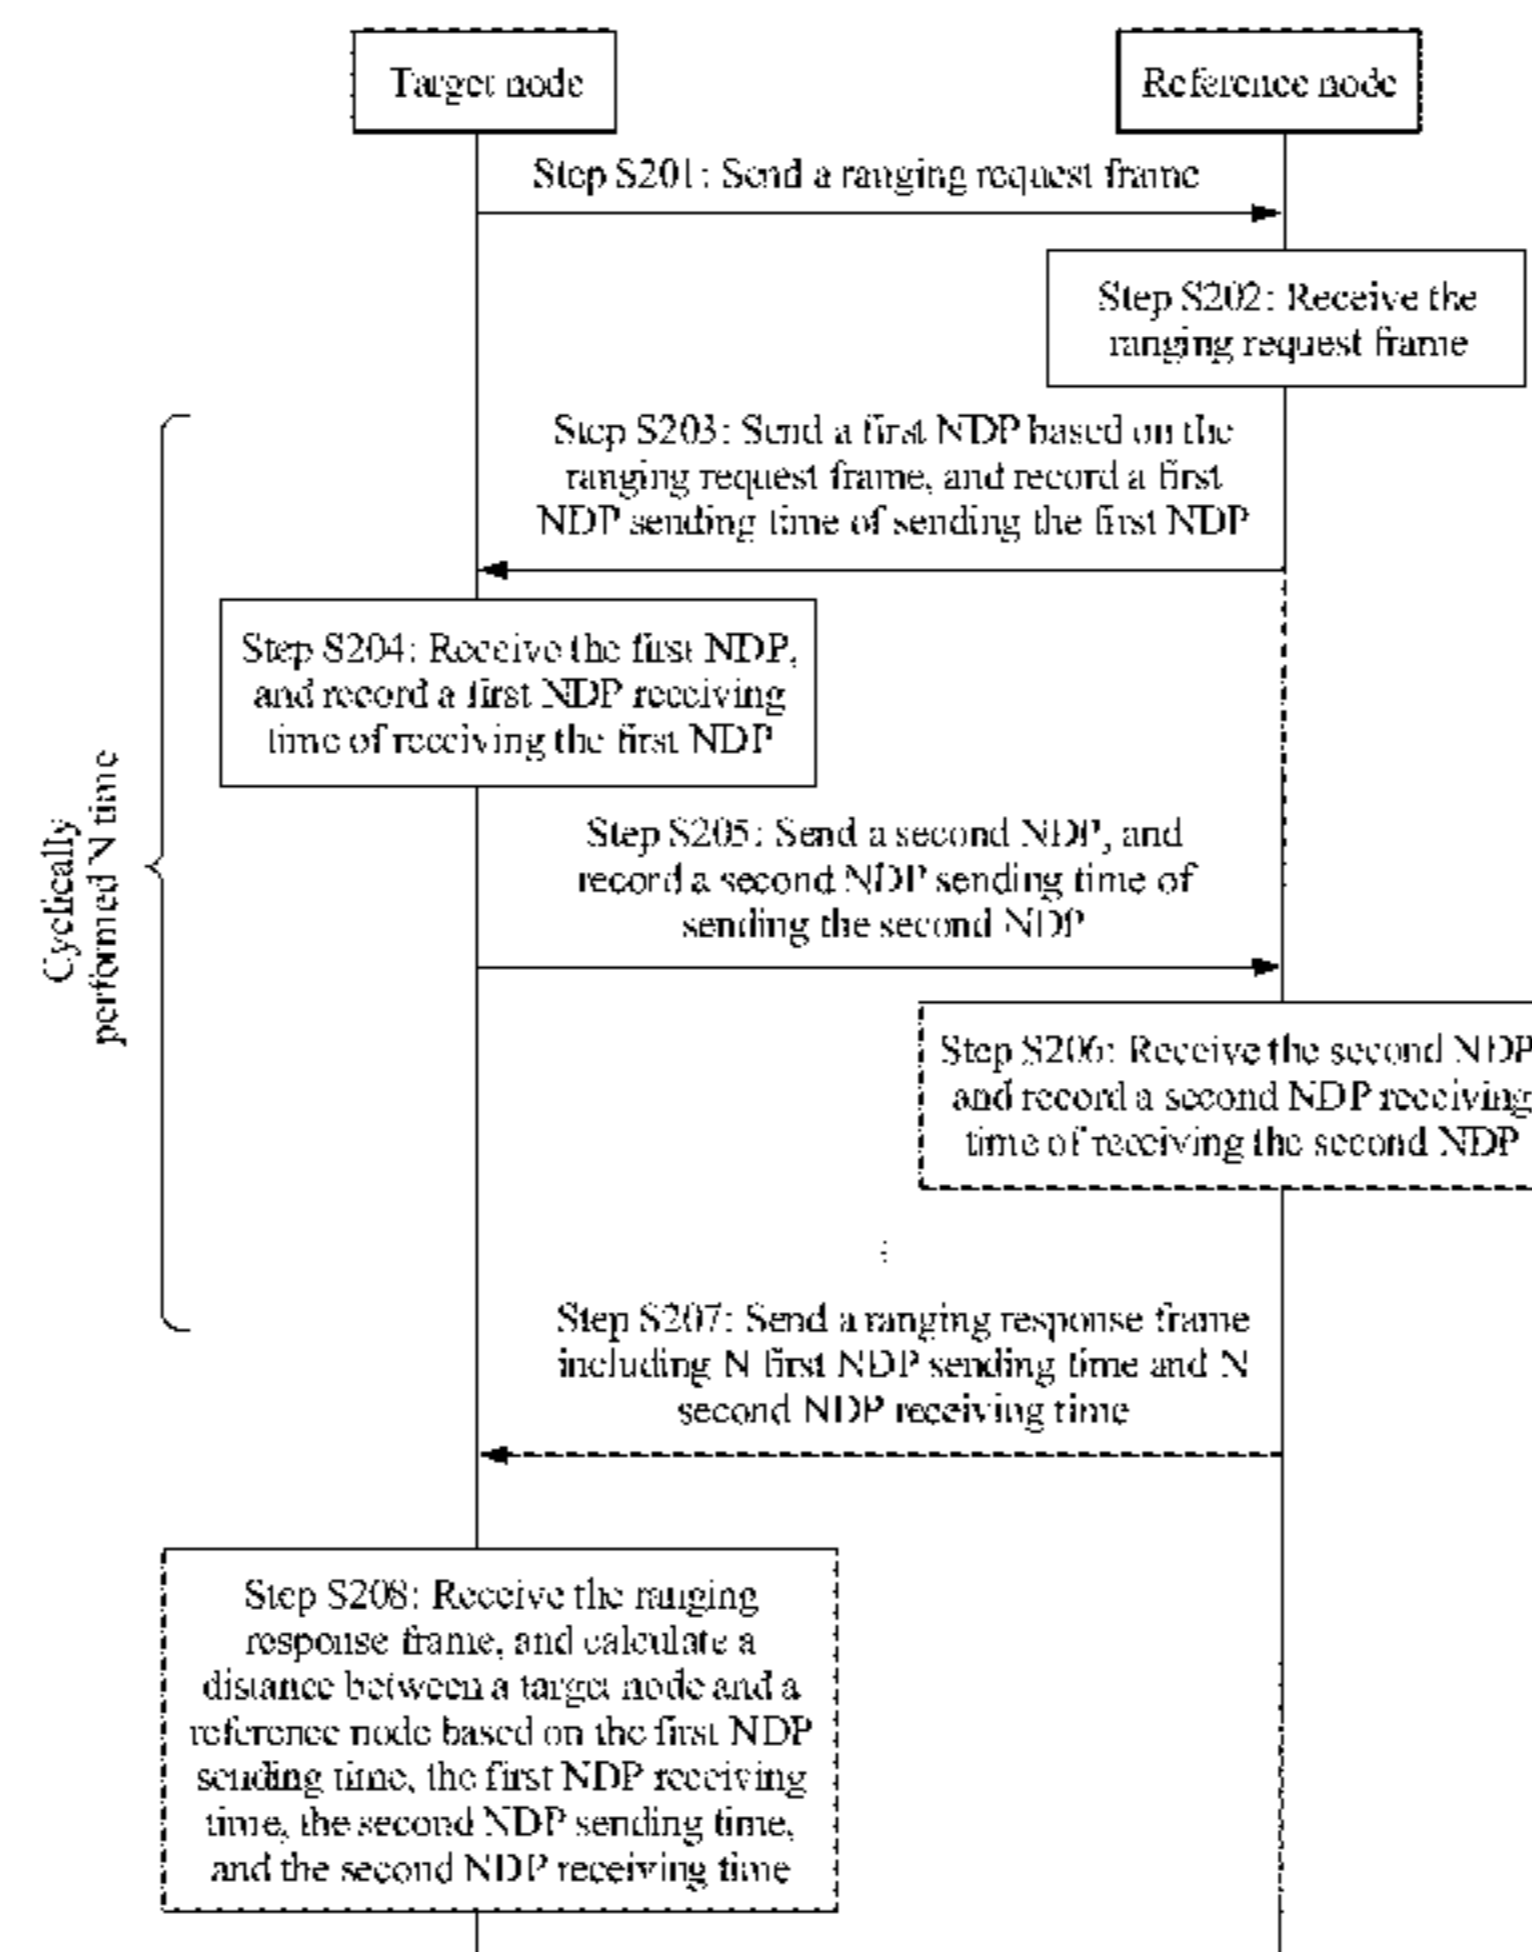 Target node
Reference node
Step S201: Send a ranging request frame
Step S202: Receive the
ranging request frame
Step S203: Send a first NDP based on the
ranging request frame, and record a first
NDP sending time of sending the first NDP
Step S204: Receive the first NDP,
and record a first NDP receiving
time of receiving the first NDP
Cyclically
performed N time
Step S205: Send a second NDP, and
record a second NDP sending time of
sending the second NDP
Step S206: Receive the second NDP
and record a second NDP receiving
time of receiving the second NDP
Step S207: Send a ranging response frame
including N first NDP sending time and N
second NDP receiving time
Step S208: Receive the ranging
response frame, and calculate a
distance between a target node and a
reference node based on the first NDP
sending time, the first NDP receiving
time, the second NDP sending time,
and the second NDP receiving time